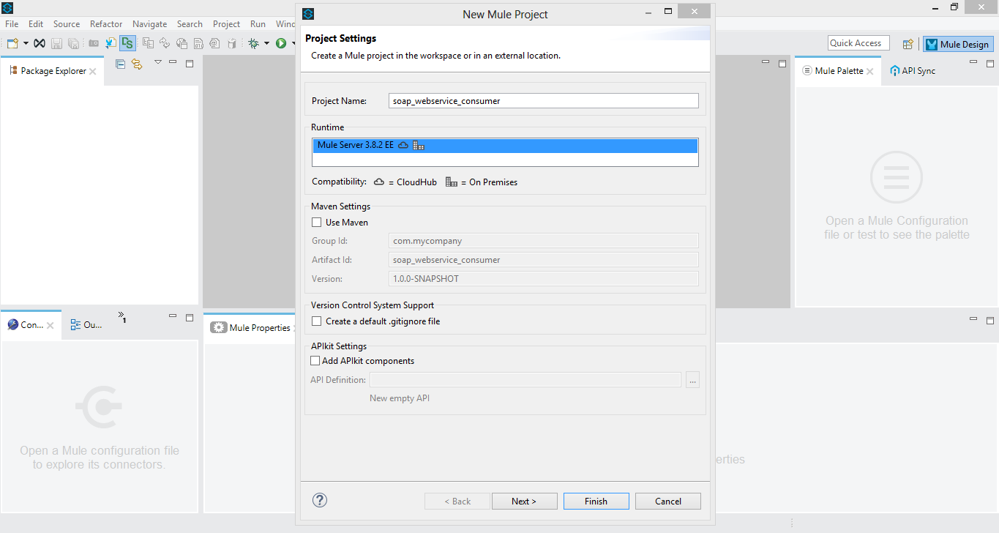 New Mule Project
File Edit Source Refactor Navigate Search Project Run Wind
Project Settings
Create a Mule project in the workspace or in an external location.
Quick Access
Mule Design
Package Explorer
Mule Palette
API Sync
Project Name: soap_webservice_consumer
Runtime
Mule Server 3.8.2 EE
Compatibility: = CloudHub = On Premises
Maven Settings
Use Maven
Group Id: com.mycompany
Artifact Id: soap_webservice_consumer
Version: 1.0.0-SNAPSHOT
Open a Mule Configuration
file or test to see the palette
Version Control System Support
Create a default .gitignore file
Con...
Ou...
»1
Mule Properties
APIkit Settings
Add APIkit components
API Definition: ...
New empty API
Open a Mule configuration file
to explore its connectors.
erties
? < Back Next > Finish Cancel